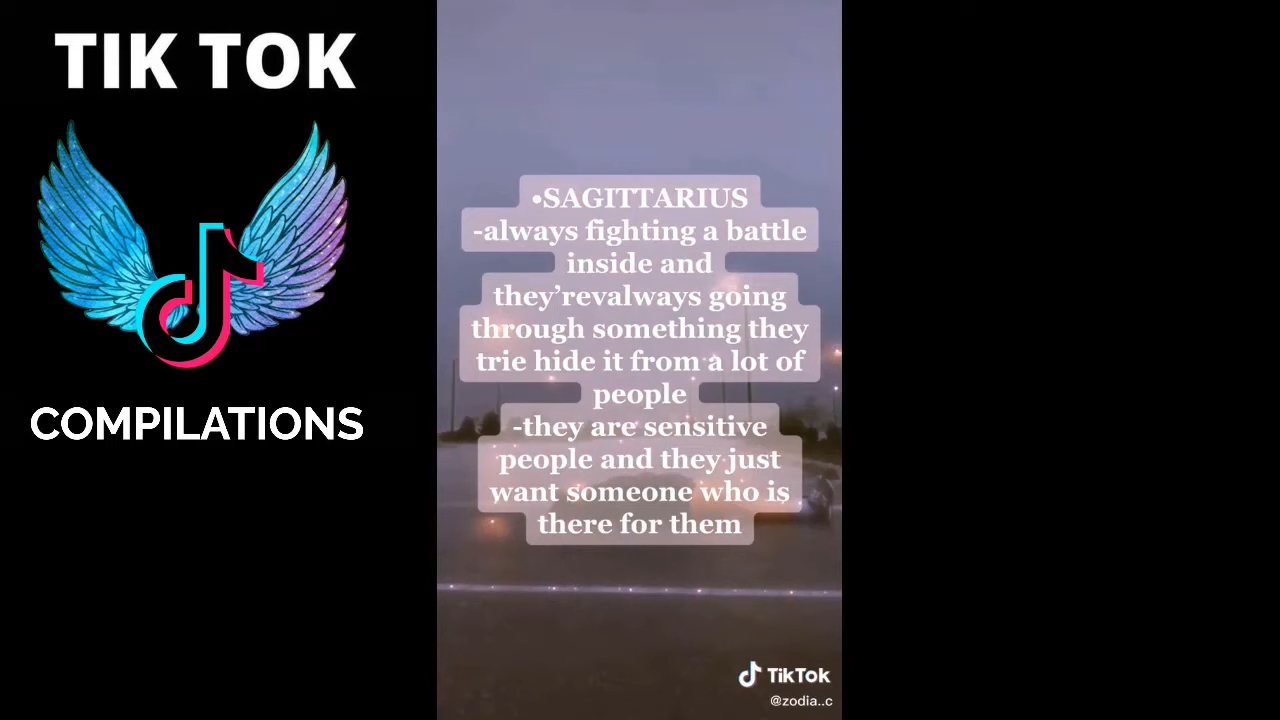 TIK TOK
COMPILATIONS
•SAGITTARIUS
-always fighting a battle
inside and
they’revalways going
through something they
trie hide it from a lot of
people
-they are sensitive
people and they just
want someone who is
there for them
TikTok
@zodia..c